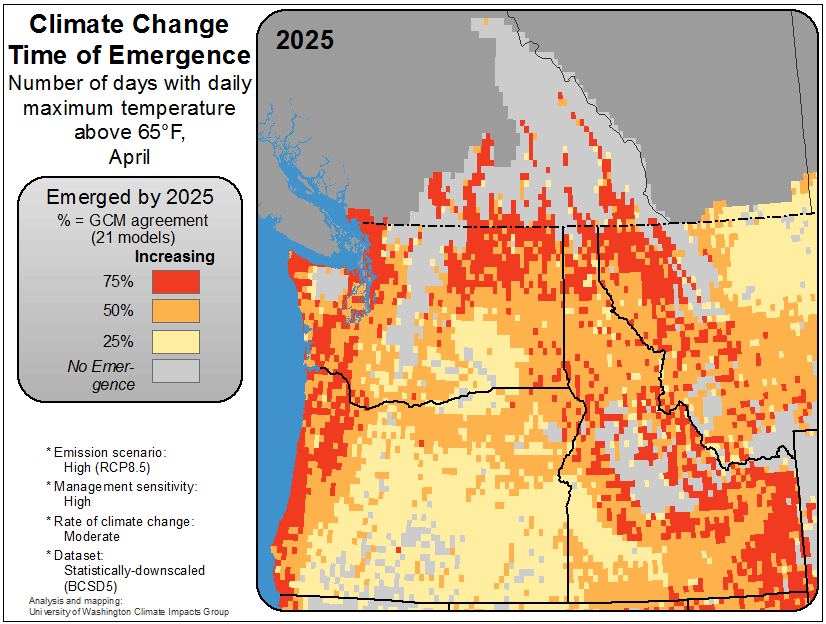 Climate Change
Time of Emergence
Number of days with daily
maximum temperature
above 65°F,
April
Emerged by 2025
% = GCM agreement
(21 models)
Increasing
75%
50%
25%
No Emer-
gence
* Emission scenario:
High (RCP8.5)
* Management sensitivity:
High
* Rate of climate change:
Moderate
* Dataset:
Statistically-downscaled
(BCSD5)
Analysis and mapping:
University of Washington Climate Impacts Group
2025